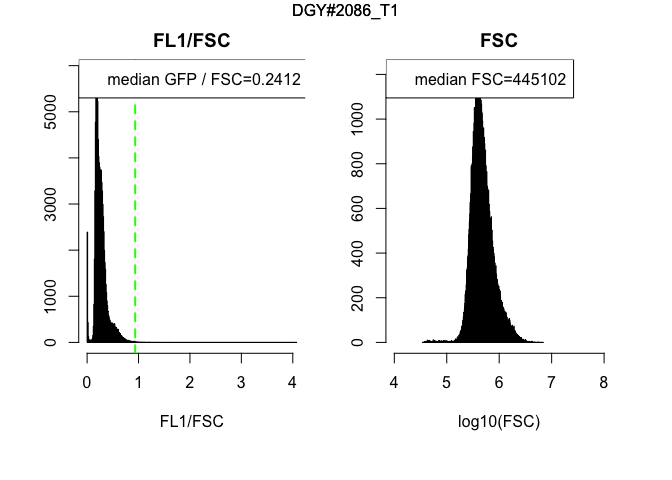 DGY#2086_T1
FL1/FSC
median GFP / FSC=0.2412
5000
3000
1000
0
0 1 2 3 4
FL1/FSC
FSC
median FSC=445102
1000
800
600
400
200
0
4 5 6 7 8
log10(FSC)